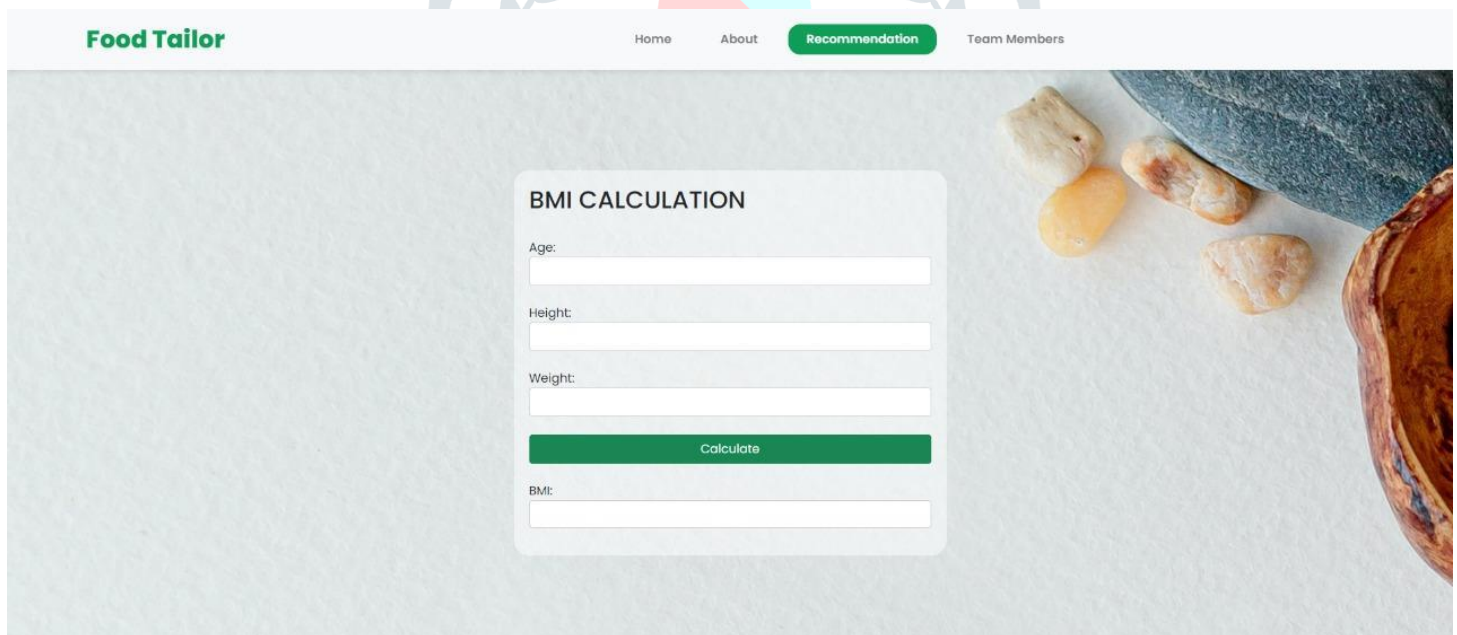 Food Tailor
Home About Recommendation Team Members
BMI CALCULATION
Age:
Height:
Weight:
Calculate
BMI: